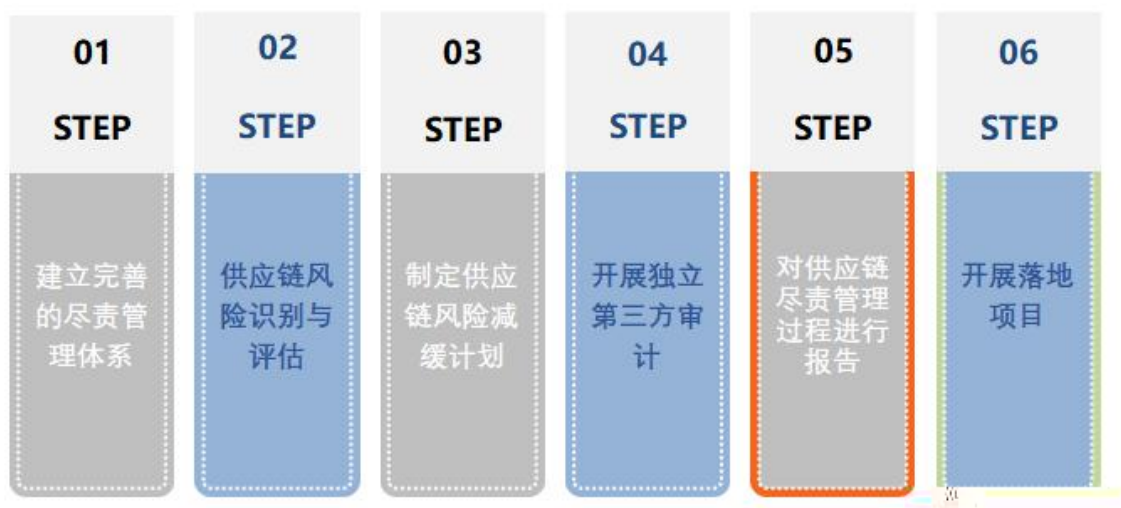 01
STEP
建立完善
的尽责管
理体系
02
STEP
供应链风
险识别与
评估
03
STEP
制定供应
链风险减
缓计划
04
STEP
开展独立
第三方审
计
05
STEP
对供应链
尽责管理
过程进行
报告
06
STEP
开展落地
项目